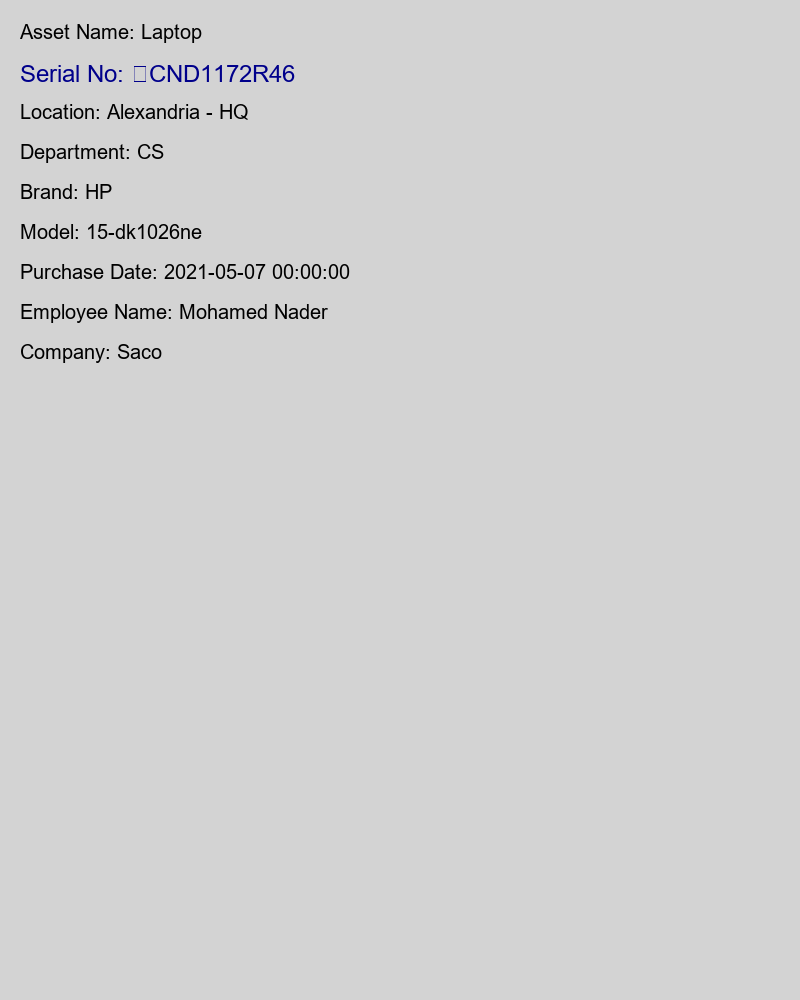 Asset Name: Laptop
Serial No: CND1172R46
Location: Alexandria - HQ
Department: CS
Brand: HP
Model: 15-dk1026ne
Purchase Date: 2021-05-07 00:00:00
Employee Name: Mohamed Nader
Company: Saco